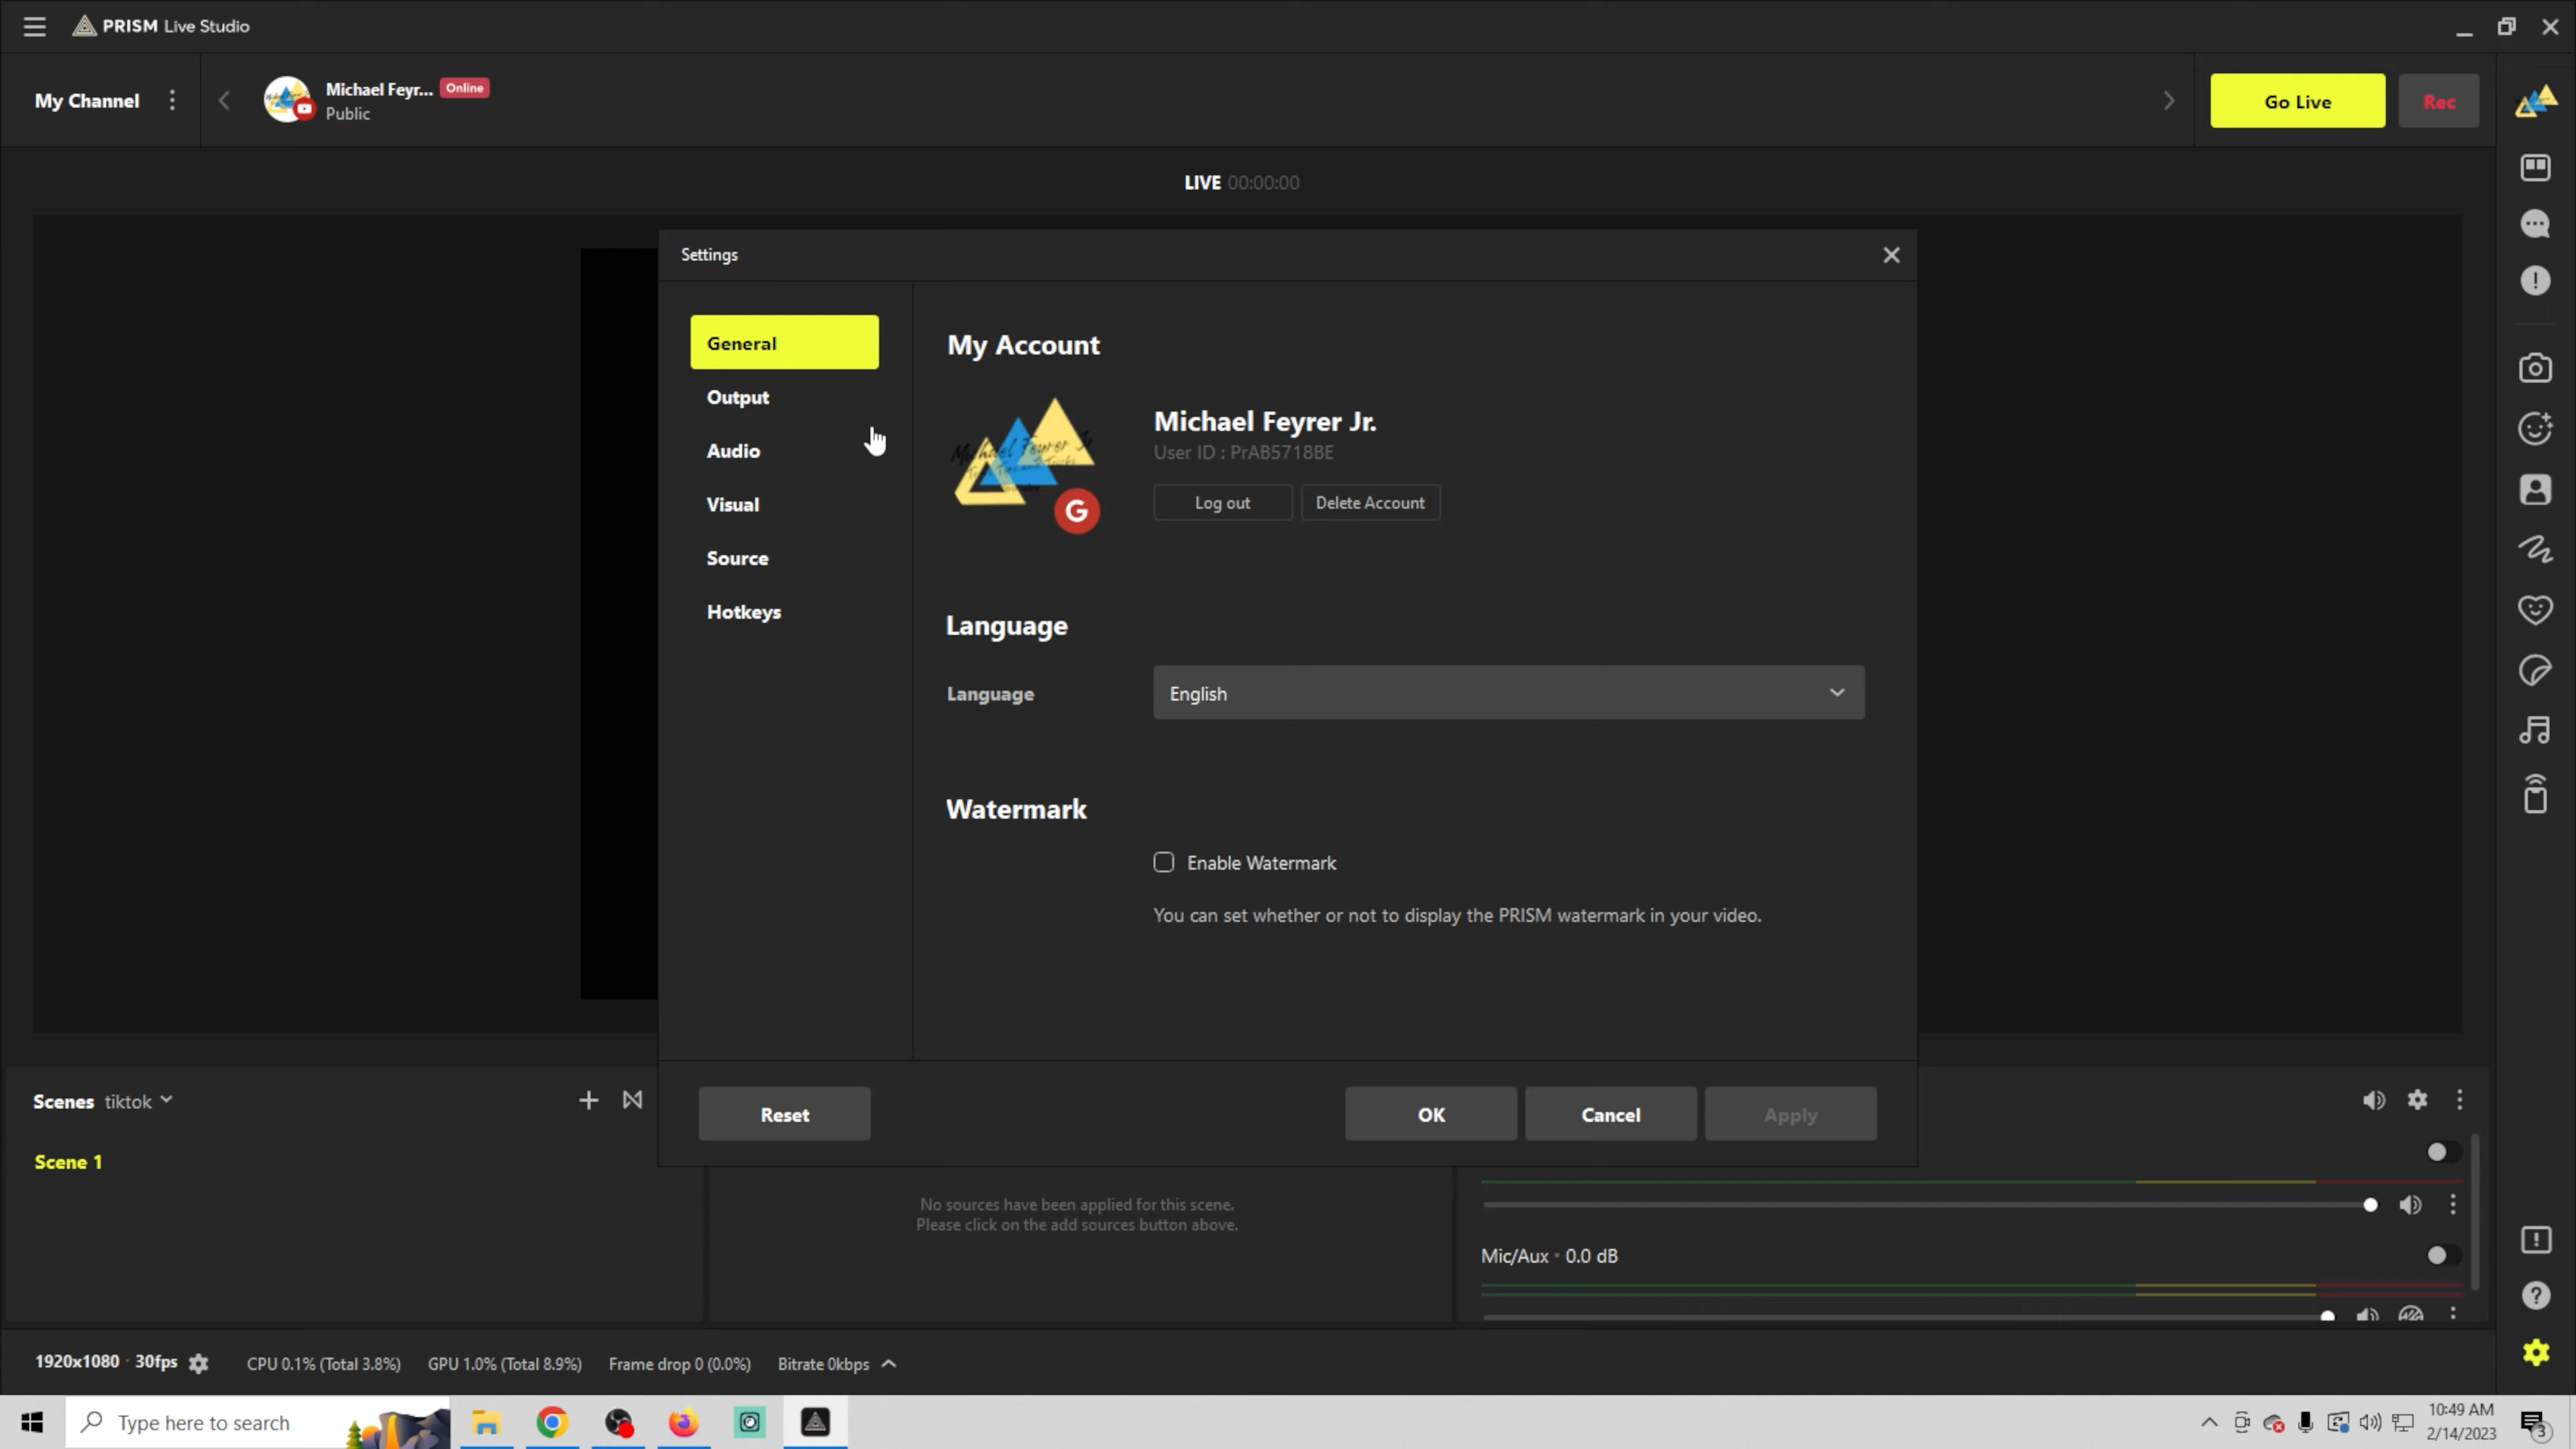 PRISM Live Studio
My Channel
Michael Feyr... Online
Public
Go Live
Rec
LIVE 00:00:00
Settings
General
Output
Audio
Visual
Source
Hotkeys
My Account
Michael Feyrer Jr.
User ID : PrAB5718BE
Log out
Delete Account
G
Language
Language
English
Watermark
Enable Watermark
You can set whether or not to display the PRISM watermark in your video.
Reset
OK
Cancel
Apply
Scenes tiktok
Scene 1
No sources have been applied for this scene.
Please click on the add sources button above.
Mic/Aux • 0.0 dB
1920x1080 · 30fps
CPU 0.1% (Total 3.8%)
GPU 1.0% (Total 8.9%)
Frame drop 0 (0.0%)
Bitrate 0kbps
Type here to search
10:49 AM
2/14/2023
3